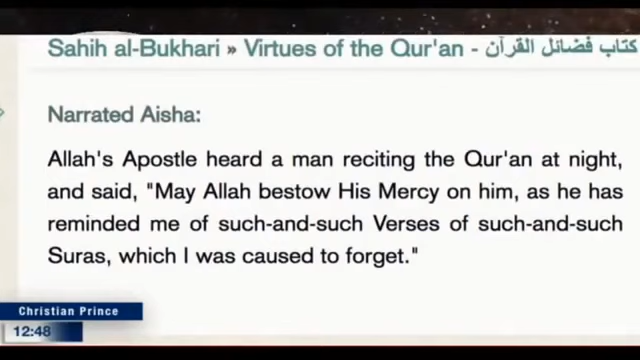 Sahih al-Bukhari » Virtues of the Qur'an - كتاب فضائل القرآن
Narrated Aisha:
Allah's Apostle heard a man reciting the Qur'an at night,
and said, "May Allah bestow His Mercy on him, as he has
reminded me of such-and-such Verses of such-and-such
Suras, which I was caused to forget."
Christian Prince
12:48